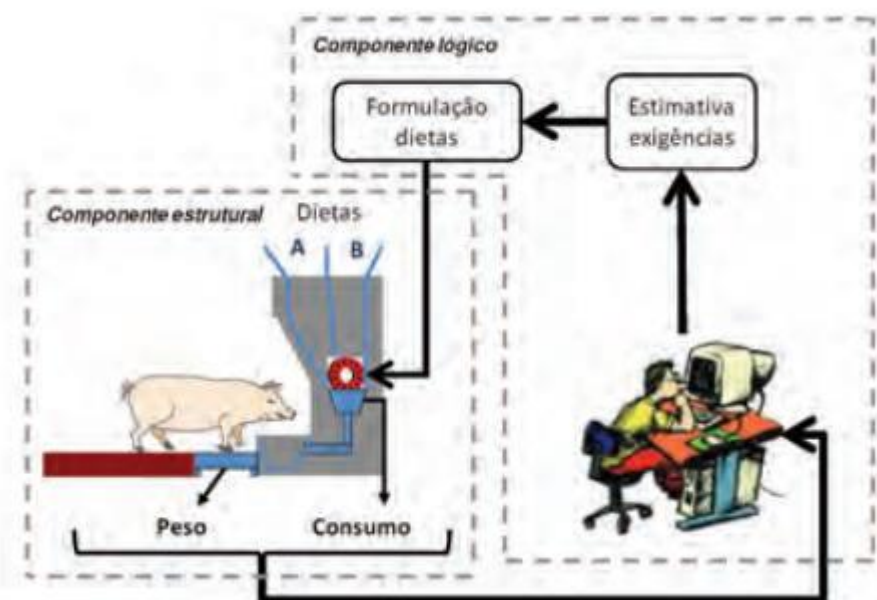 Componente lógico
Formulação
dietas
Estimativa
exigências
Componente estrutural
Dietas
A
B
Peso
Consumo